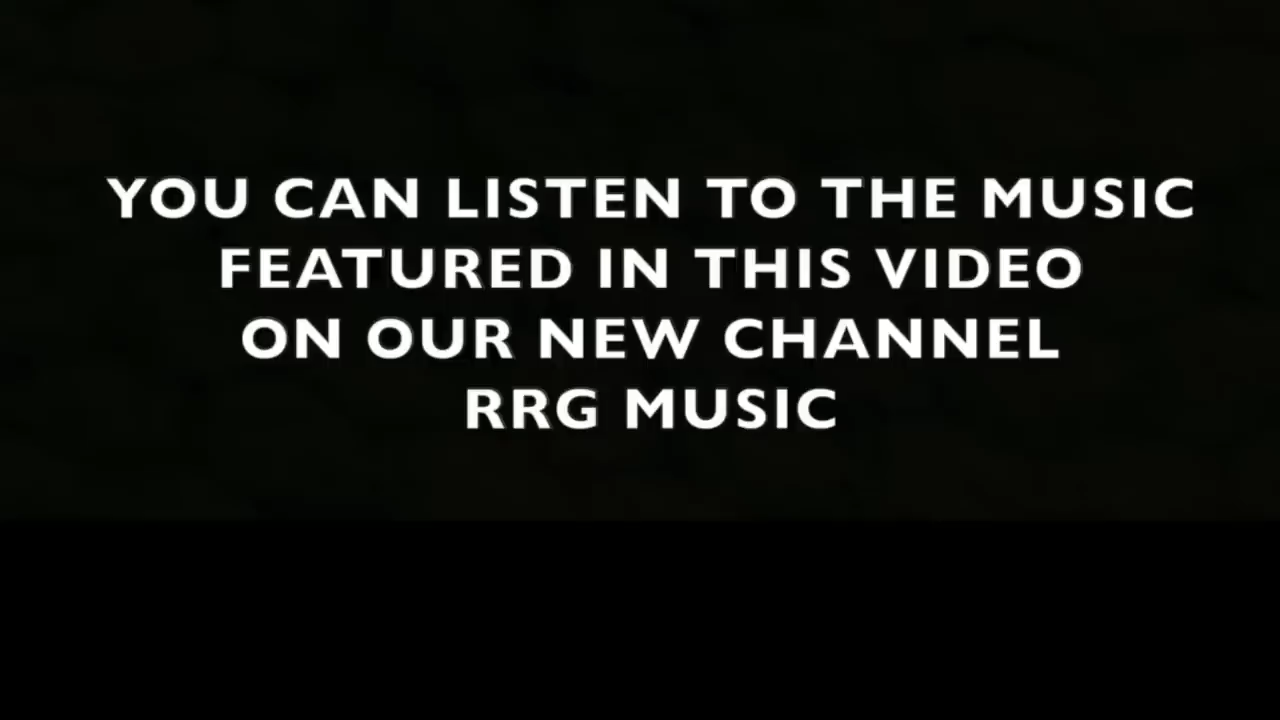 YOU CAN LISTEN TO THE MUSIC
FEATURED IN THIS VIDEO
ON OUR NEW CHANNEL
RRG MUSIC